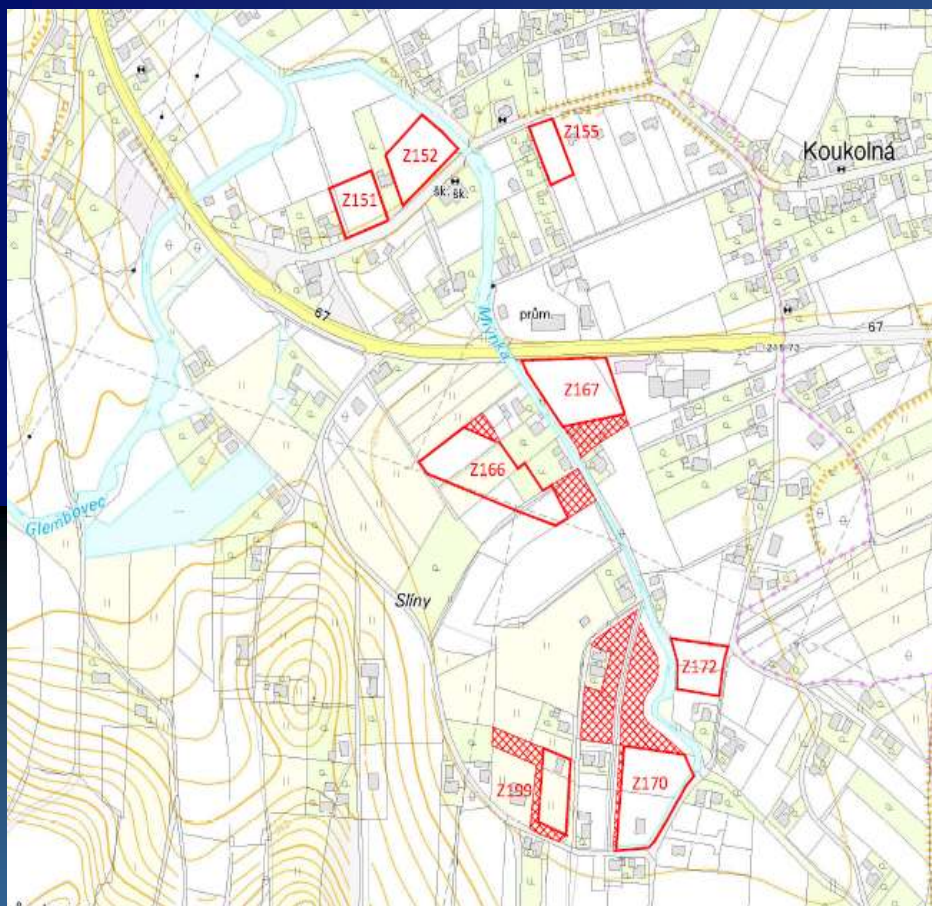 Z155
Z152
Koukolná
šk. šk.
Z151
67
Mlýnka
prům.
67
Z167
Z166
Glembovec
Slíny
Z172
Z199
Z170